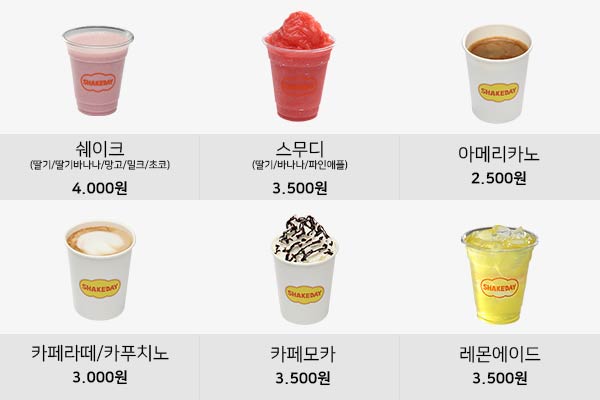 SHAKEDAY
SHAKEDAY
SHAKEDAY
쉐이크
(딸기/딸기바나나/망고/밀크/초코)
4.000원
스무디
(딸기/바나나/파인애플)
3.500원
아메리카노
2.500원
SHAKEDAY
SHAKEDAY
SHAKEDAY
카페라떼/카푸치노
3.000원
카페모카
3.500원
레몬에이드
3.500원